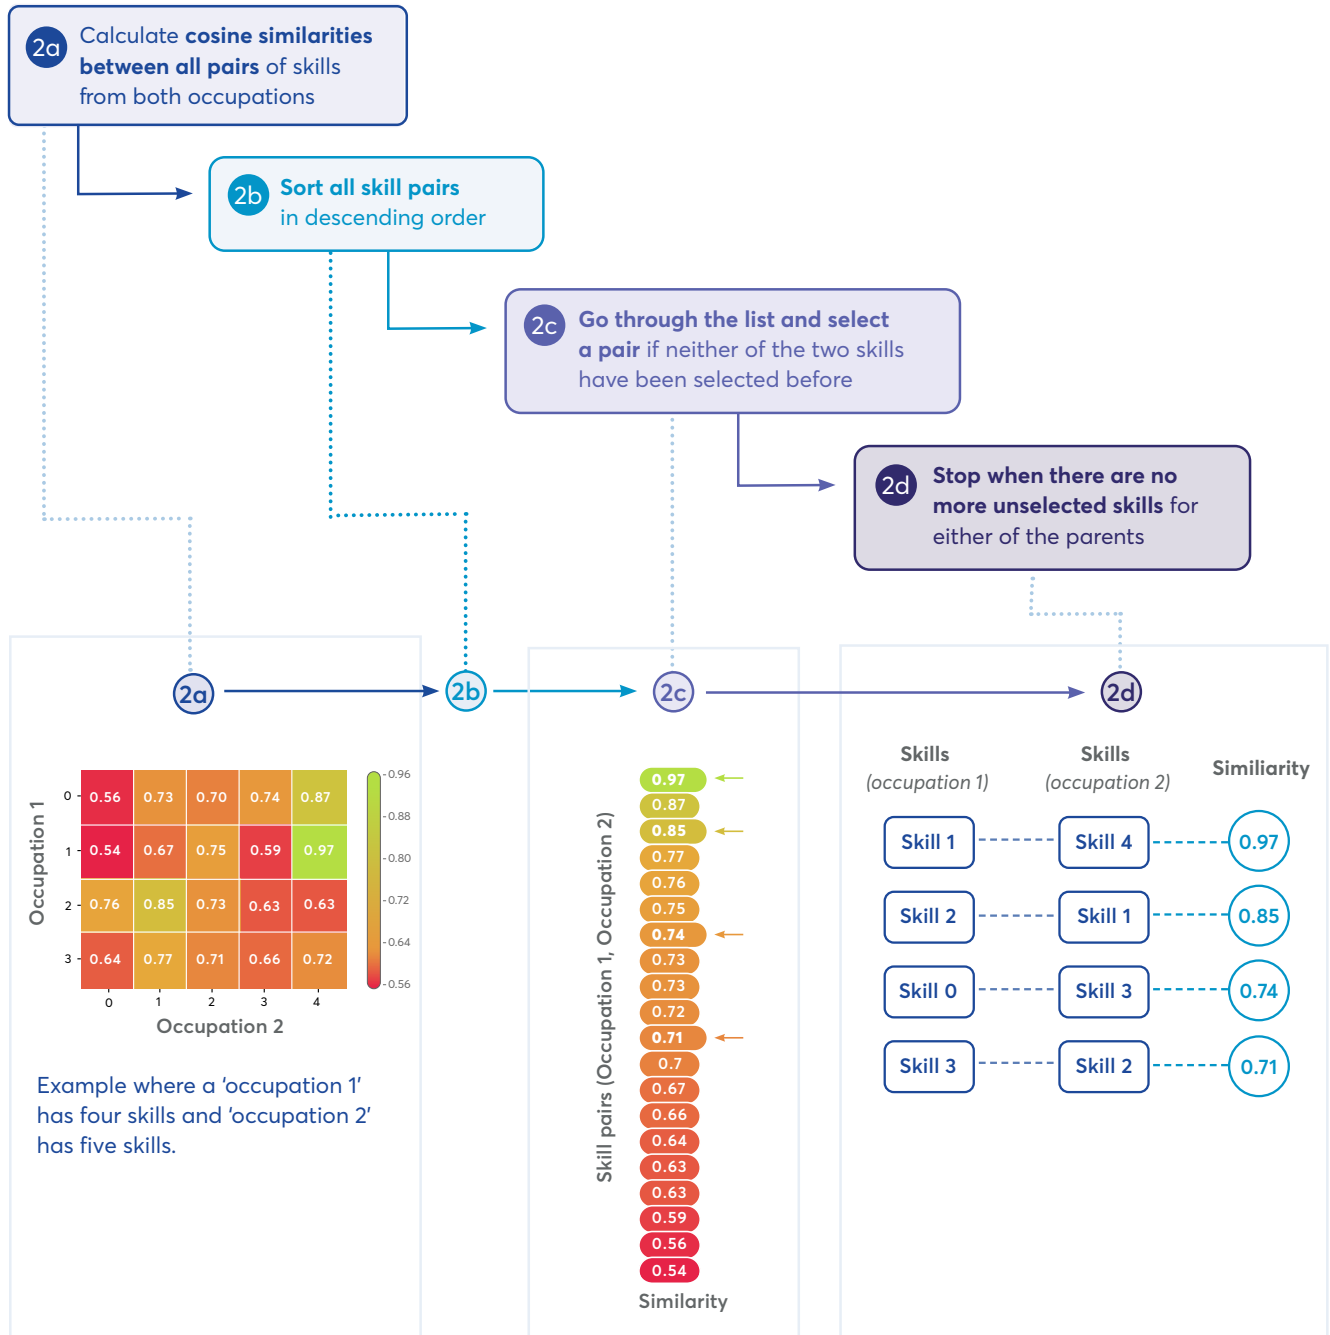 2a
Calculate cosine similarities
between all pairs of skills
from both occupations
2b
Sort all skill pairs
in descending order
2c
Go through the list and select
a pair if neither of the two skills
have been selected before
2d
Stop when there are no
more unselected skills for
either of the parents
2a
2b
2c
2d
Occupation 1
0 0.56 0.73 0.70 0.74 0.87
1 0.54 0.67 0.75 0.59 0.97
2 0.76 0.85 0.73 0.63 0.63
3 0.64 0.77 0.71 0.66 0.72
0 1 2 3 4
Occupation 2
0.96
0.88
0.80
0.72
0.64
0.56
Example where a 'occupation 1'
has four skills and 'occupation 2'
has five skills.
Skill pairs (Occupation 1, Occupation 2)
0.97
0.87
0.85
0.77
0.76
0.75
0.74
0.73
0.73
0.72
0.71
0.7
0.67
0.66
0.64
0.63
0.63
0.59
0.56
0.54
Similarity
Skills
(occupation 1)
Skills
(occupation 2)
Similiarity
Skill 1 Skill 4 0.97
Skill 2 Skill 1 0.85
Skill 0 Skill 3 0.74
Skill 3 Skill 2 0.71